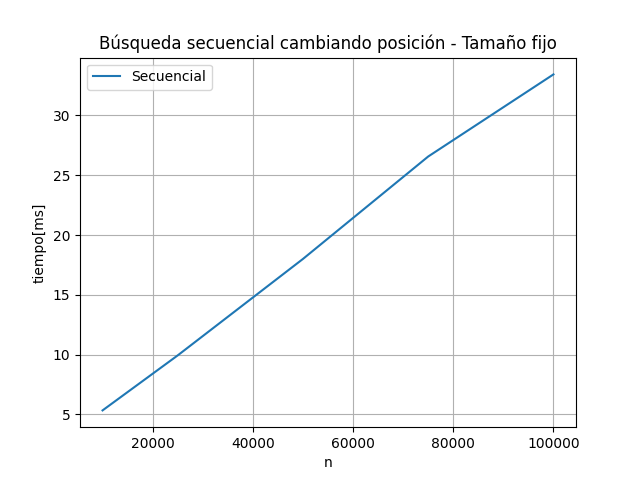 Búsqueda secuencial cambiando posición - Tamaño fijo
Secuencial
30
25
20
15
10
5
tiempo[ms]
20000 40000 60000 80000 100000
n